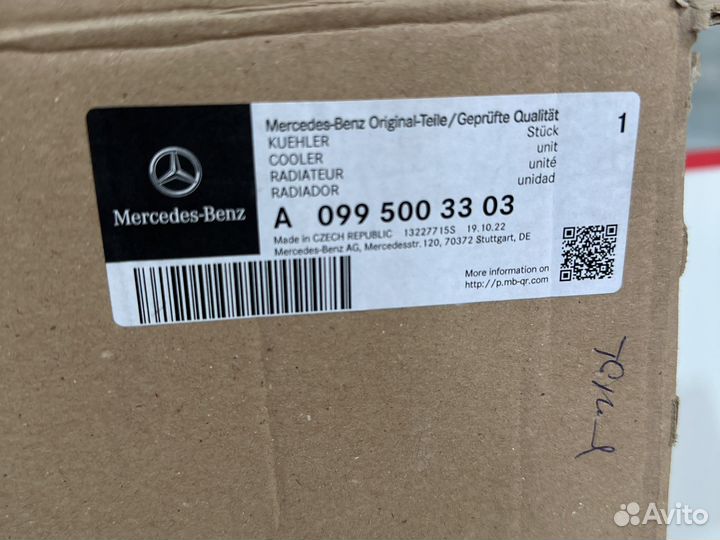 Mercedes-Benz
Mercedes-Benz Original-Teile/Geprüfte Qualität
KUEHLER
COOLER
RADIATEUR
RADIADOR
Stück
unit
unité
unidad
1
A 099 500 33 03
Made in CZECH REPUBLIC 13227715S 19.10.22
Mercedes-Benz AG, Mercedesstr. 120, 70372 Stuttgart, DE
More information on
http://p.mb-qr.com
Avito